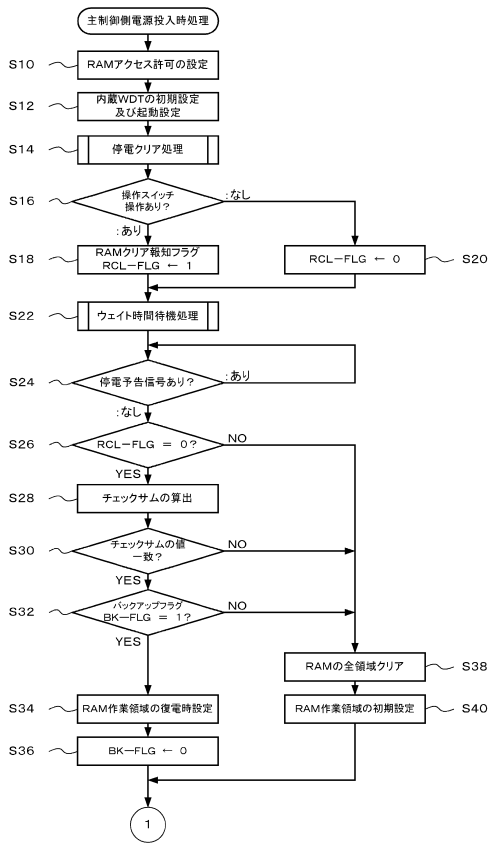 主制御側電源投入時処理
S10
RAMアクセス許可の設定
S12
内蔵WDTの初期設定
及び起動設定
S14
停電クリア処理
S16
操作スイッチ
操作あり?
:なし
:あり
S18
RAMクリア報知フラグ
RCL-FLG ← 1
RCL-FLG ← 0
S20
S22
ウェイト時間待機処理
S24
停電予告信号あり?
:あり
:なし
S26
RCL-FLG = 0?
NO
YES
S28
チェックサムの算出
S30
チェックサムの値
一致?
NO
YES
S32
バックアップフラグ
BK-FLG = 1?
NO
YES
RAMの全領域クリア
S38
S34
RAM作業領域の復電時設定
RAM作業領域の初期設定
S40
S36
BK-FLG ← 0
1